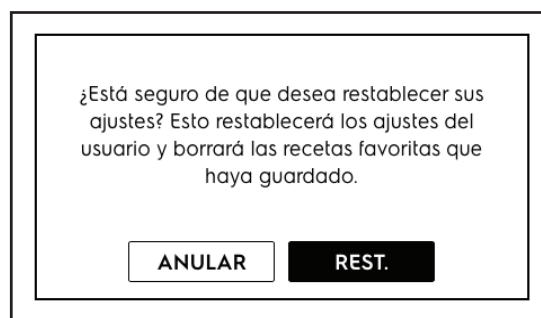 ¿Está seguro de que desea restablecer sus
ajustes? Esto restablecerá los ajustes del
usuario y borrará las recetas favoritas que
haya guardado.
ANULAR REST.